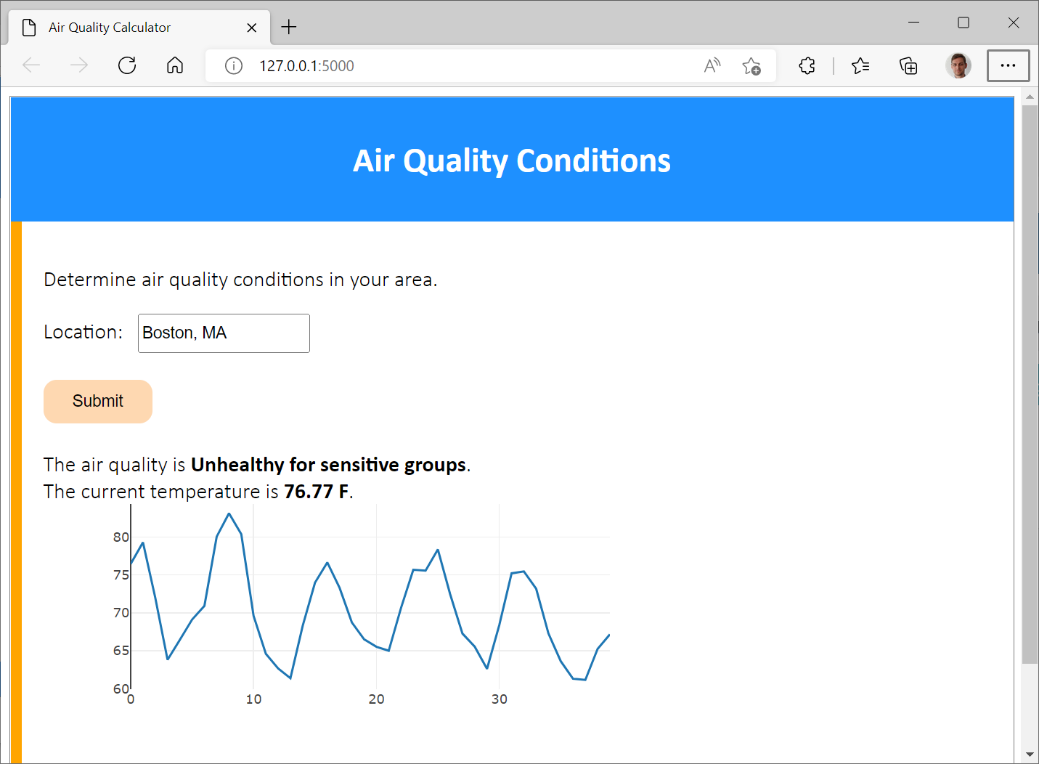 Air Quality Calculator
127.0.0.1:5000
Air Quality Conditions
Determine air quality conditions in your area.
Location: Boston, MA
Submit
The air quality is Unhealthy for sensitive groups.
The current temperature is 76.77 F.
80
75
70
65
60
0 10 20 30